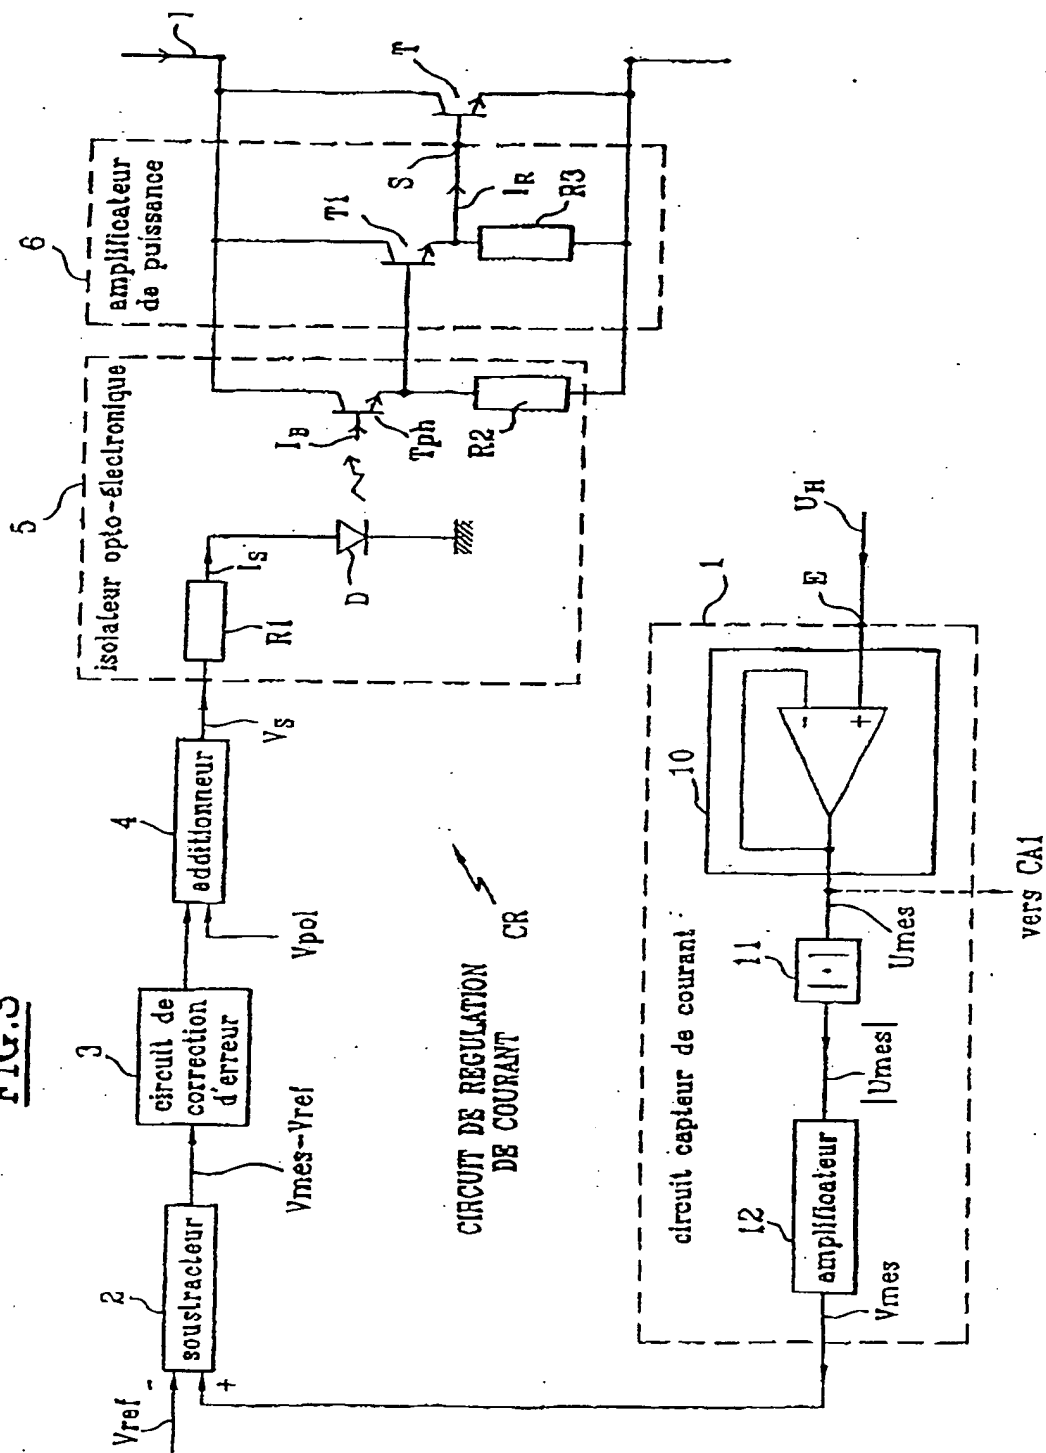 FIG.3
Vref
-
+
2
soustracteur
Vmes-Vref
3
circuit de
correction
d'erreur
4
additionneur
Vpol
VS
5
isolateur opto-électronique
R1
IS
D
IB
Tph
R2
6
amplificateur
de puissance
T1
S
IR
R3
I
T
CIRCUIT DE REGULATION
DE COURANT
CR
1
circuit capteur de courant
Vmes
12
amplificateur
|Umes|
11
|·|
Umes
10
-
+
E
UH
vers CA1